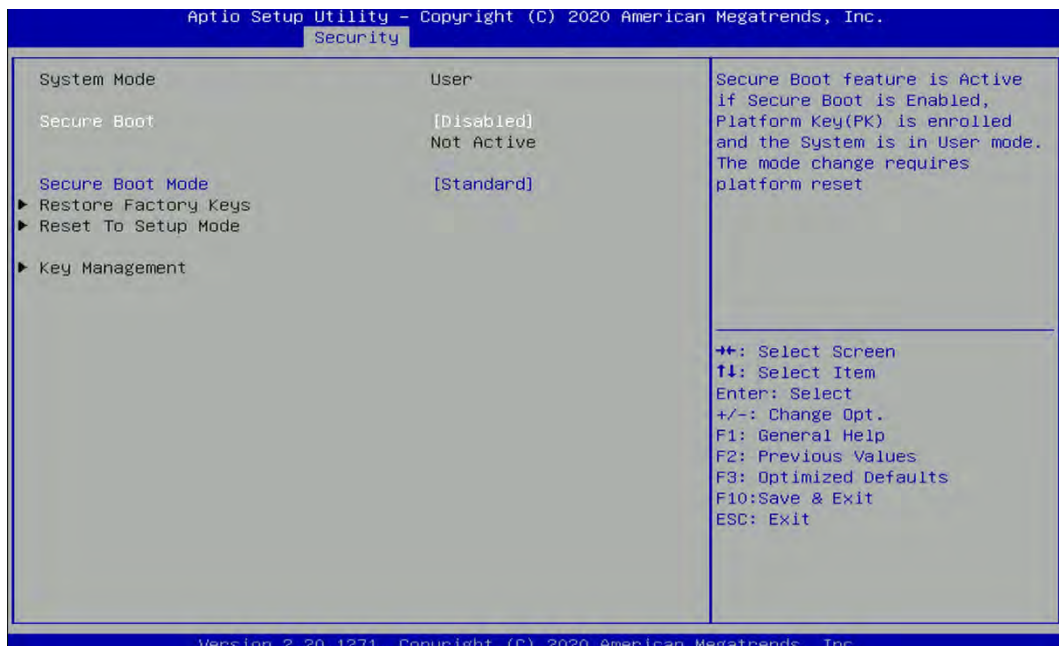 Aptio Setup Utility – Copyright (C) 2020 American Megatrends, Inc.
Security
System Mode User
Secure Boot [Disabled]
Not Active
Secure Boot Mode [Standard]
▶ Restore Factory Keys
▶ Reset To Setup Mode
▶ Key Management
Secure Boot feature is Active
if Secure Boot is Enabled,
Platform Key(PK) is enrolled
and the System is in User mode.
The mode change requires
platform reset
→←: Select Screen
↑↓: Select Item
Enter: Select
+/-: Change Opt.
F1: General Help
F2: Previous Values
F3: Optimized Defaults
F10:Save & Exit
ESC: Exit
Version 2.20.1271. Copyright (C) 2020 American Megatrends, Inc.